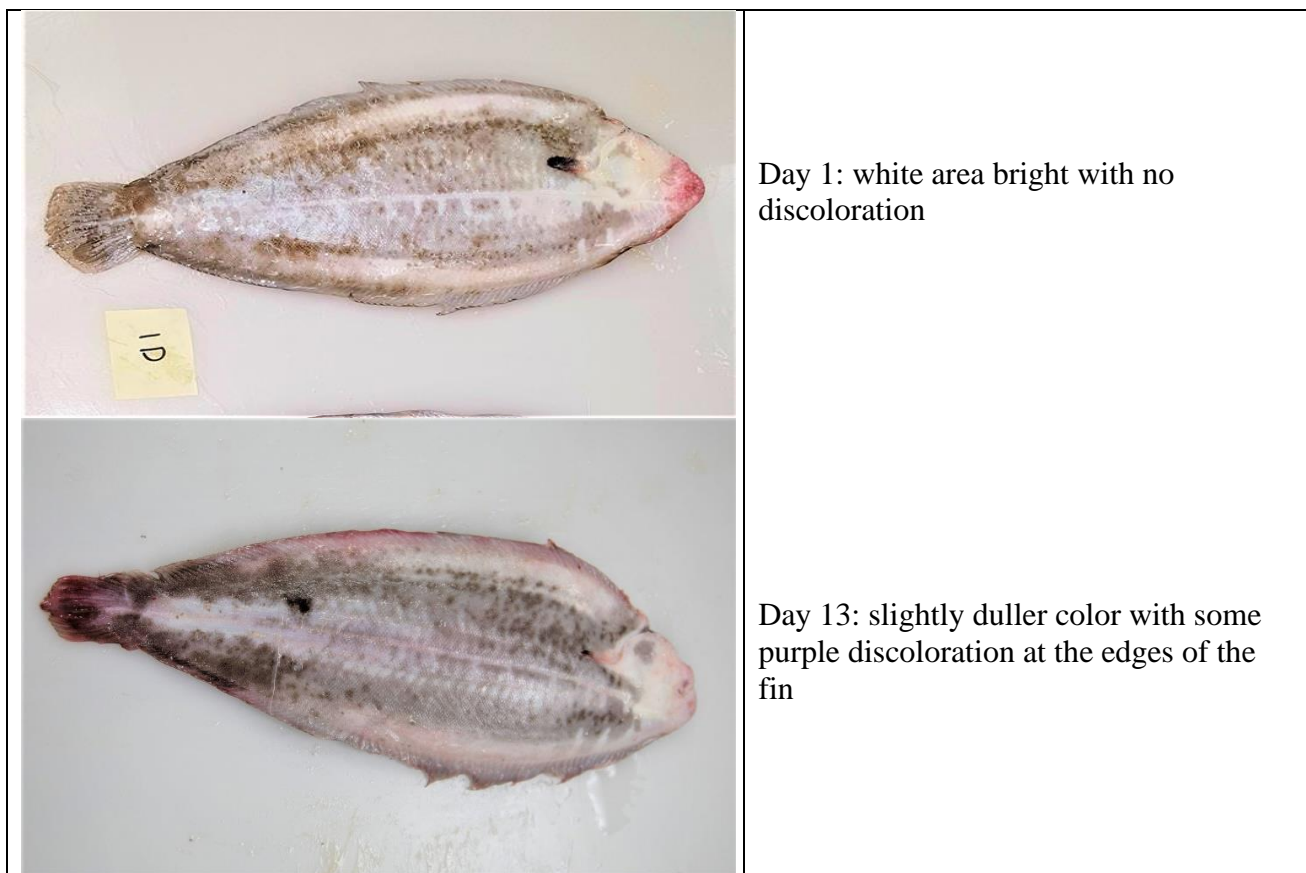 1D
Day 1: white area bright with no
discoloration
Day 13: slightly duller color with some
purple discoloration at the edges of the
fin